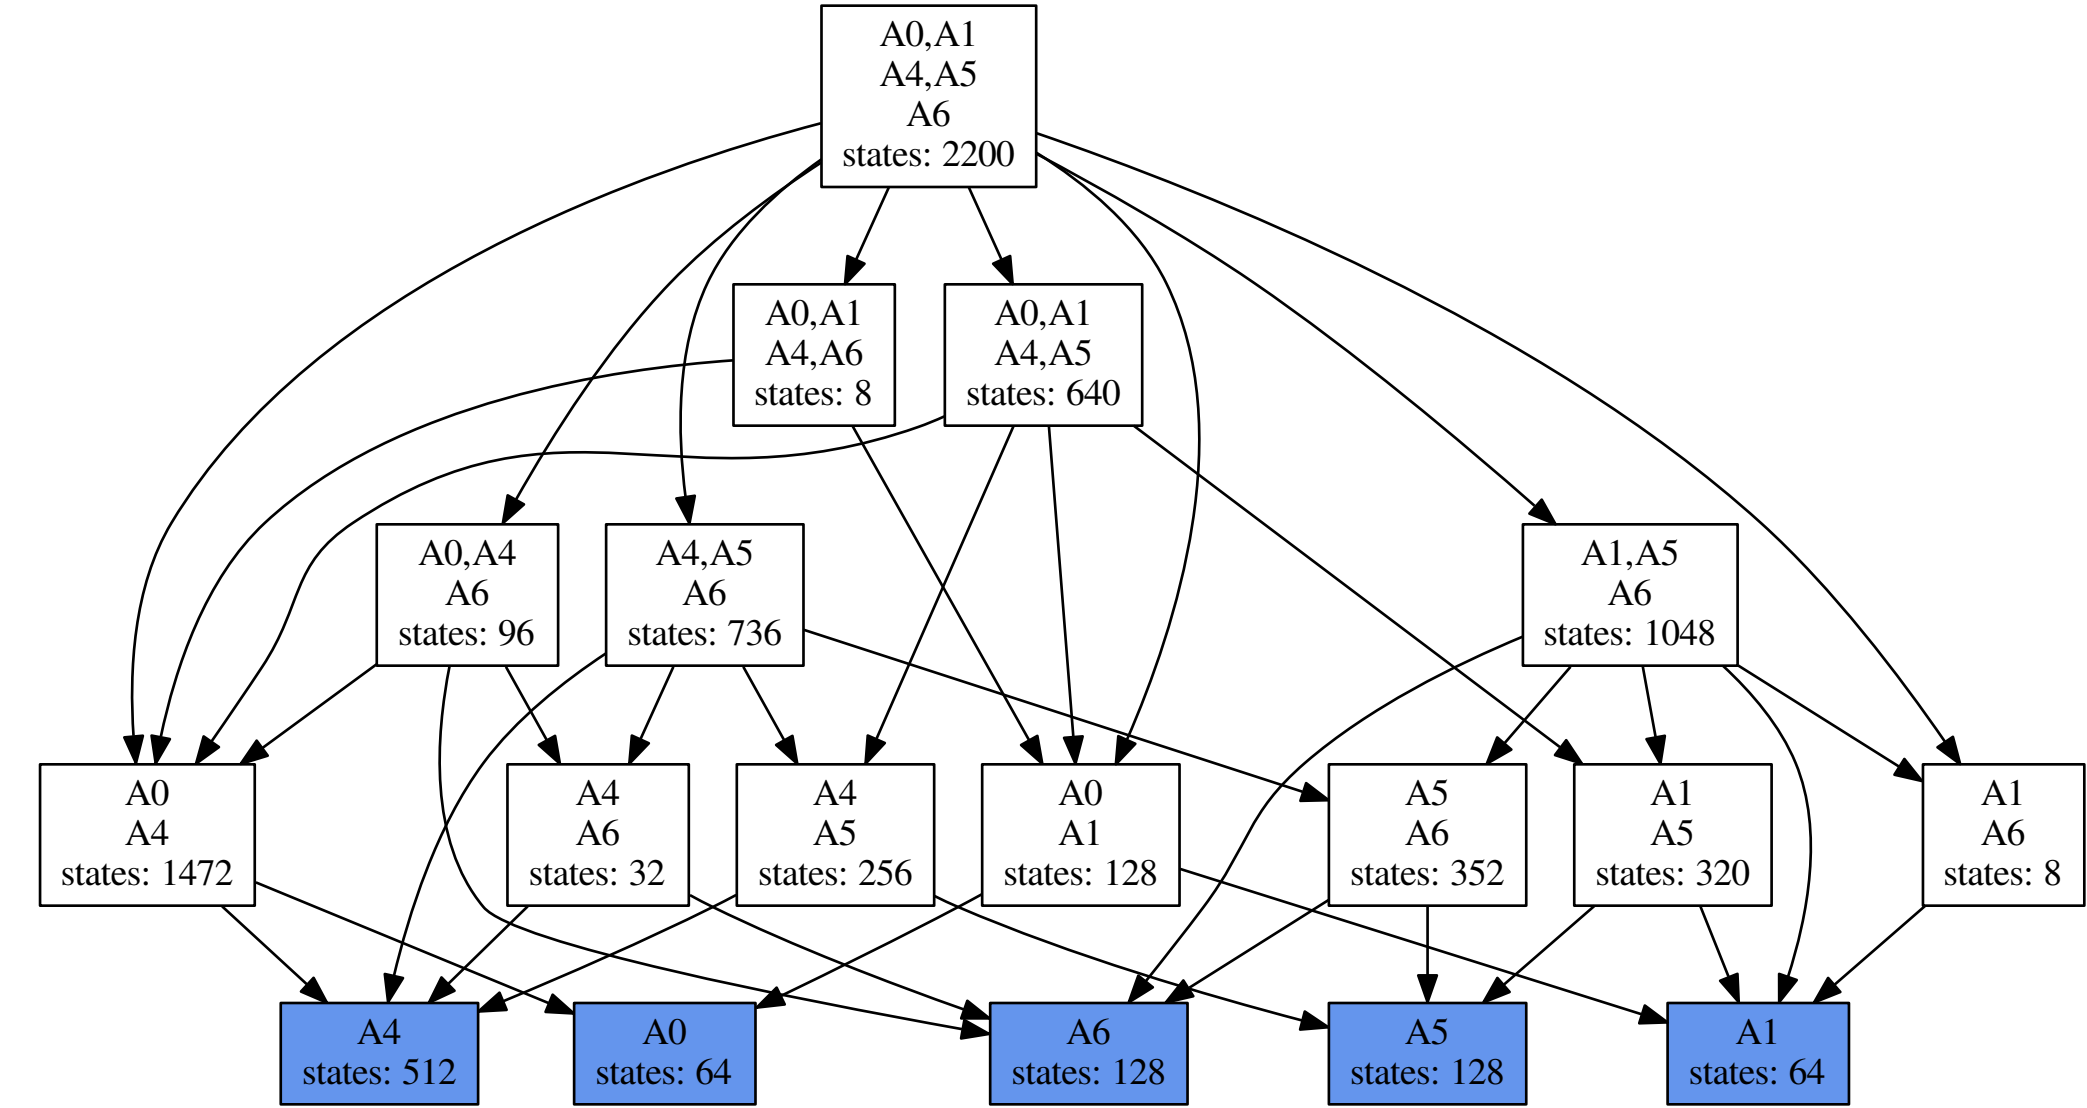 A0,A1
A4,A5
A6
states: 2200
A0,A1
A4,A6
states: 8
A0,A1
A4,A5
states: 640
A0,A4
A6
states: 96
A4,A5
A6
states: 736
A1,A5
A6
states: 1048
A0
A4
states: 1472
A4
A6
states: 32
A4
A5
states: 256
A0
A1
states: 128
A5
A6
states: 352
A1
A5
states: 320
A1
A6
states: 8
A4
states: 512
A0
states: 64
A6
states: 128
A5
states: 128
A1
states: 64